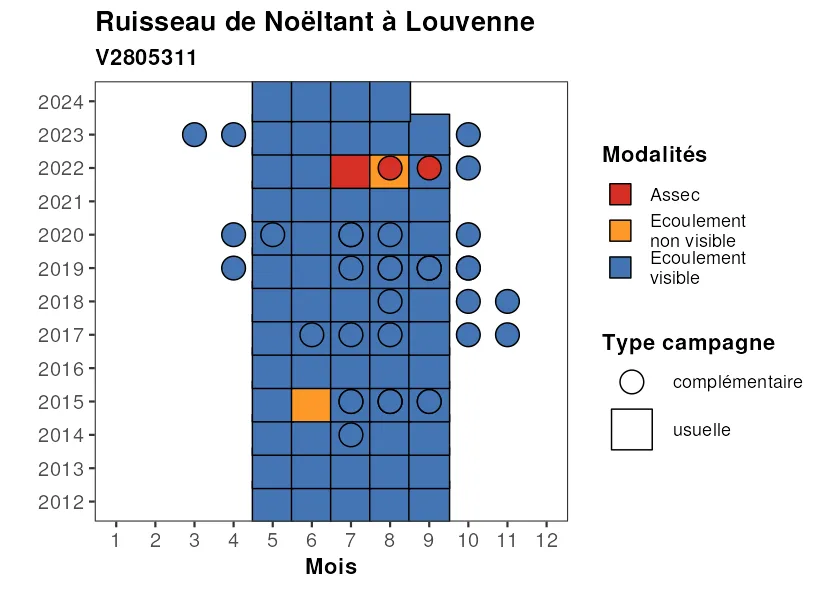 Ruisseau de Noëltant à Louvenne
V2805311
2024
2023
2022
2021
2020
2019
2018
2017
2016
2015
2014
2013
2012
1 2 3 4 5 6 7 8 9 10 11 12
Mois
Modalités
Assec
Ecoulement
non visible
Ecoulement
visible
Type campagne
complémentaire
usuelle